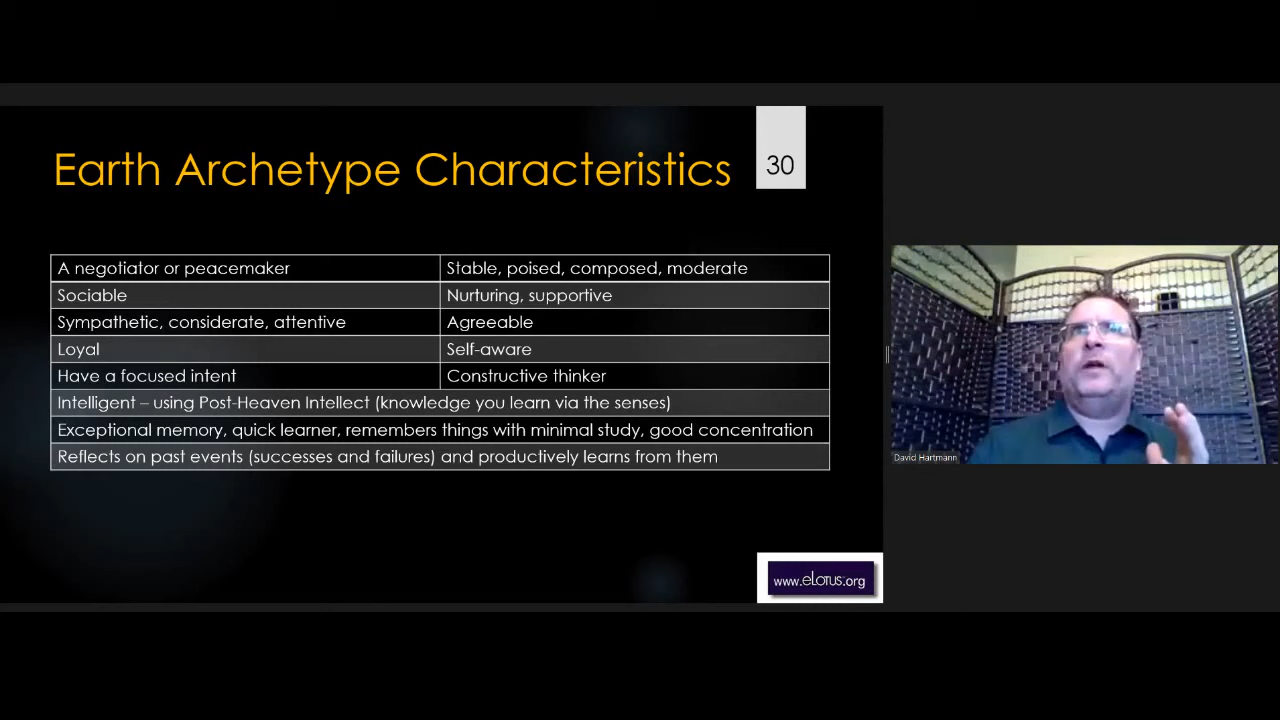 Earth Archetype Characteristics
30
A negotiator or peacemaker
Stable, poised, composed, moderate
Sociable
Nurturing, supportive
Sympathetic, considerate, attentive
Agreeable
Loyal
Self-aware
Have a focused intent
Constructive thinker
Intelligent – using Post-Heaven Intellect (knowledge you learn via the senses)
Exceptional memory, quick learner, remembers things with minimal study, good concentration
Reflects on past events (successes and failures) and productively learns from them
David Hartmann
www.eLotus.org